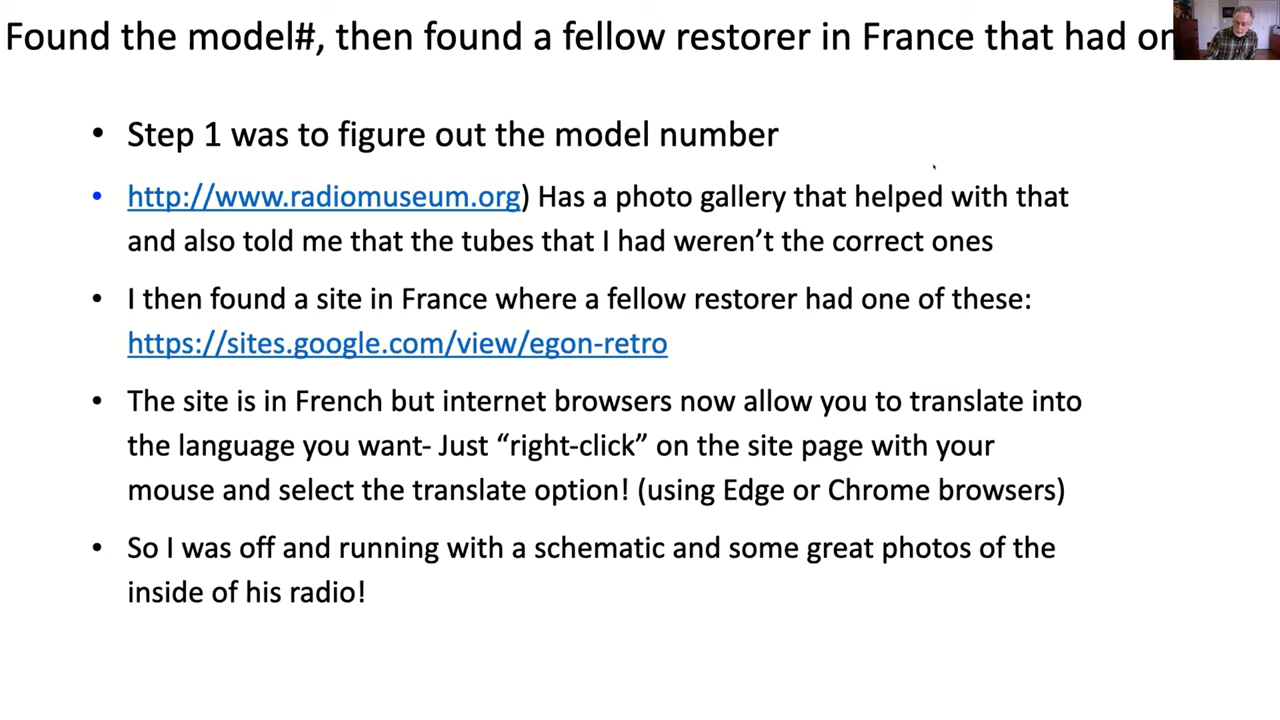 Found the model#, then found a fellow restorer in France that had
• Step 1 was to figure out the model number
• http://www.radiomuseum.org) Has a photo gallery that helped with that
and also told me that the tubes that I had weren’t the correct ones
• I then found a site in France where a fellow restorer had one of these:
https://sites.google.com/view/egon-retro
• The site is in French but internet browsers now allow you to translate into
the language you want- Just “right-click” on the site page with your
mouse and select the translate option! (using Edge or Chrome browsers)
• So I was off and running with a schematic and some great photos of the
inside of his radio!